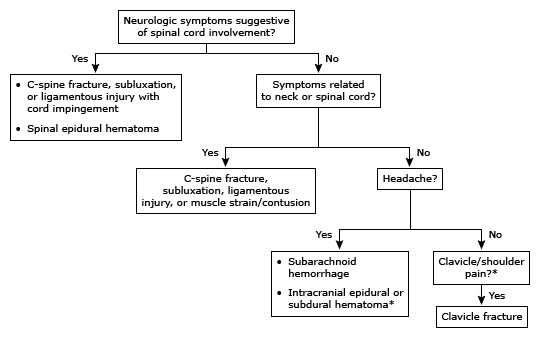 Neurologic symptoms suggestive
of spinal cord involvement?
Yes
No
• C-spine fracture, subluxation,
or ligamentous injury with
cord impingement
• Spinal epidural hematoma
Symptoms related
to neck or spinal cord?
Yes
No
C-spine fracture,
subluxation, ligamentous
injury, or muscle strain/contusion
Headache?
Yes
No
• Subarachnoid
hemorrhage
• Intracranial epidural or
subdural hematoma*
Clavicle/shoulder
pain?*
Yes
Clavicle fracture